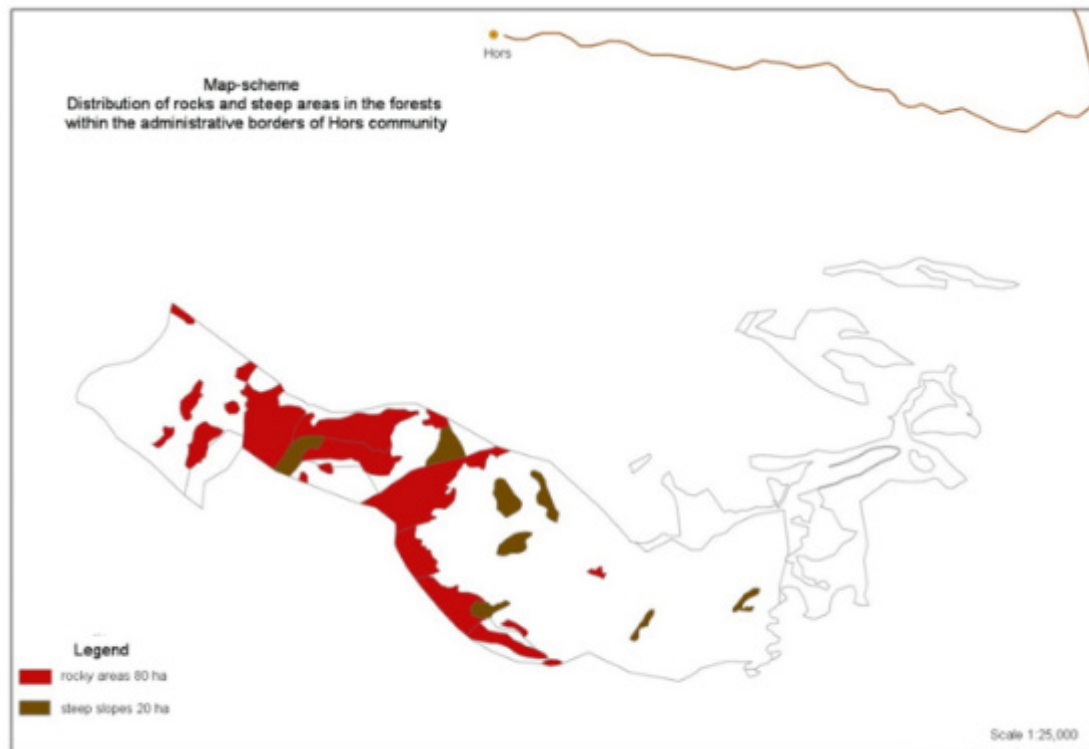 Hors
Map-scheme
Distribution of rocks and steep areas in the forests
within the administrative borders of Hors community
Legend
rocky areas 80 ha
steep slopes 20 ha
Scale 1:25,000